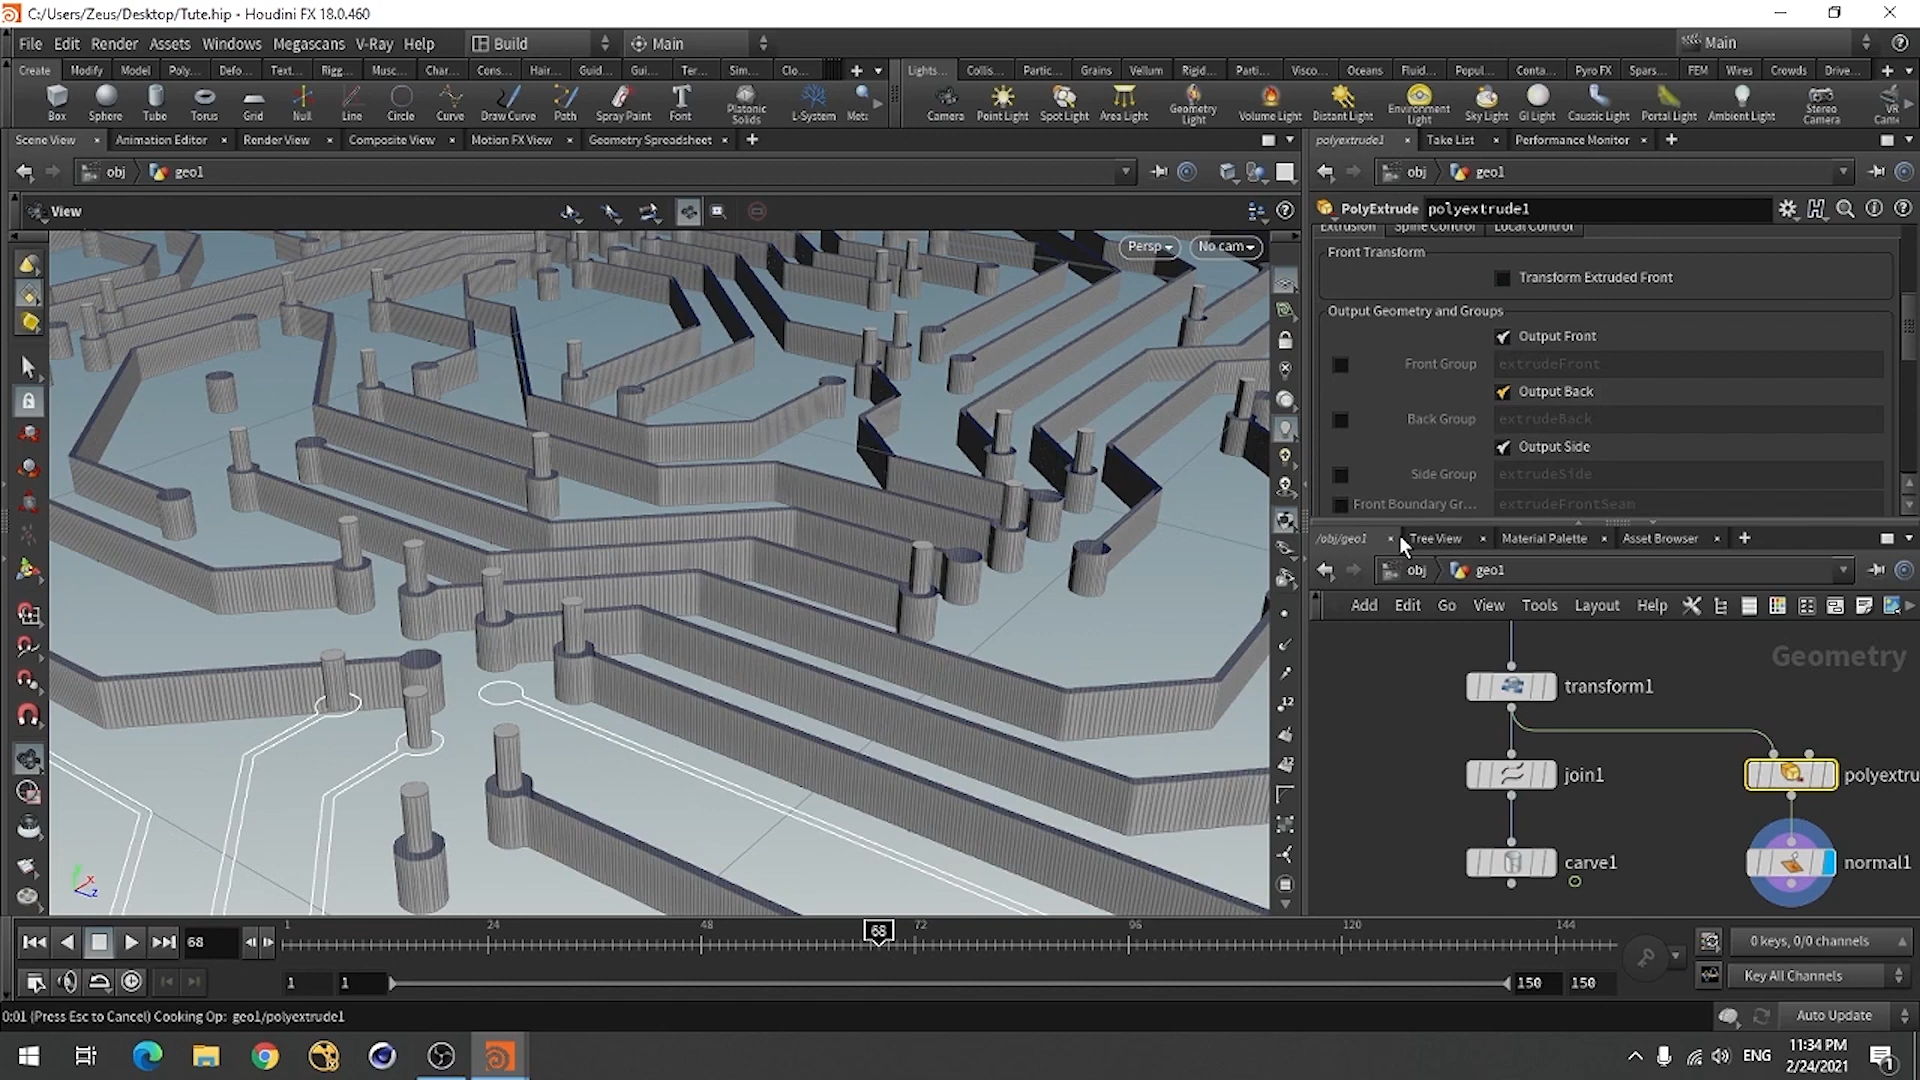 C:/Users/Zeus/Desktop/Tute.hip - Houdini FX 18.0.460
File Edit Render Assets Windows Megascans V-Ray Help Build Main Main
Create Modify Model Poly... Defo... Text... Rigg... Musc... Char... Cons... Hair... Guid... Gui... Ter... Sim... Clo... Lights... Collis... Partic... Grains Vellum Rigid... Parti... Visco... Oceans Fluid... Popul... Conta... Pyro FX Spars... FEM Wires Crowds Drive...
Box Sphere Tube Torus Grid Null Line Circle Curve Draw Curve Path Spray Paint Font Platonic Solids L-System Meta Camera Point Light Spot Light Area Light Geometry Light Volume Light Distant Light Environment Light Sky Light GI Light Caustic Light Portal Light Ambient Light Stereo Camera VR Cam
Scene View Animation Editor Render View Composite View Motion FX View Geometry Spreadsheet polyextrude1 Take List Performance Monitor
obj geo1 obj geo1
View
PolyExtrude polyextrude1
Extrusion Spline Control Local Control
Persp No cam
Front Transform
Transform Extruded Front
Output Geometry and Groups
Output Front
Front Group extrudeFront
Output Back
Back Group extrudeBack
Output Side
Side Group extrudeSide
Front Boundary Gr... extrudeFrontSeam
/obj/geo1 Tree View Material Palette Asset Browser
obj geo1
Add Edit Go View Tools Layout Help
Geometry
transform1
join1
polyextru
carve1
normal1
68
1 24 48 68 72 96 120 144
0 keys, 0/0 channels
1 1 150 150
Key All Channels
0:01 (Press Esc to Cancel) Cooking Op: geo1/polyextrude1
Auto Update
ENG
11:34 PM
2/24/2021